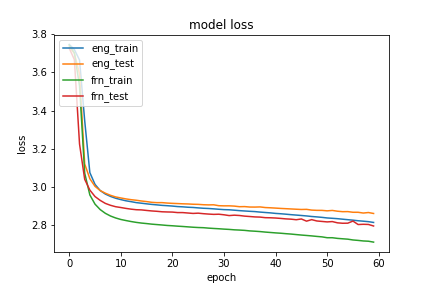 model loss
3.8
3.6
3.4
3.2
3.0
2.8
loss
eng_train
eng_test
frn_train
frn_test
0 10 20 30 40 50 60
epoch